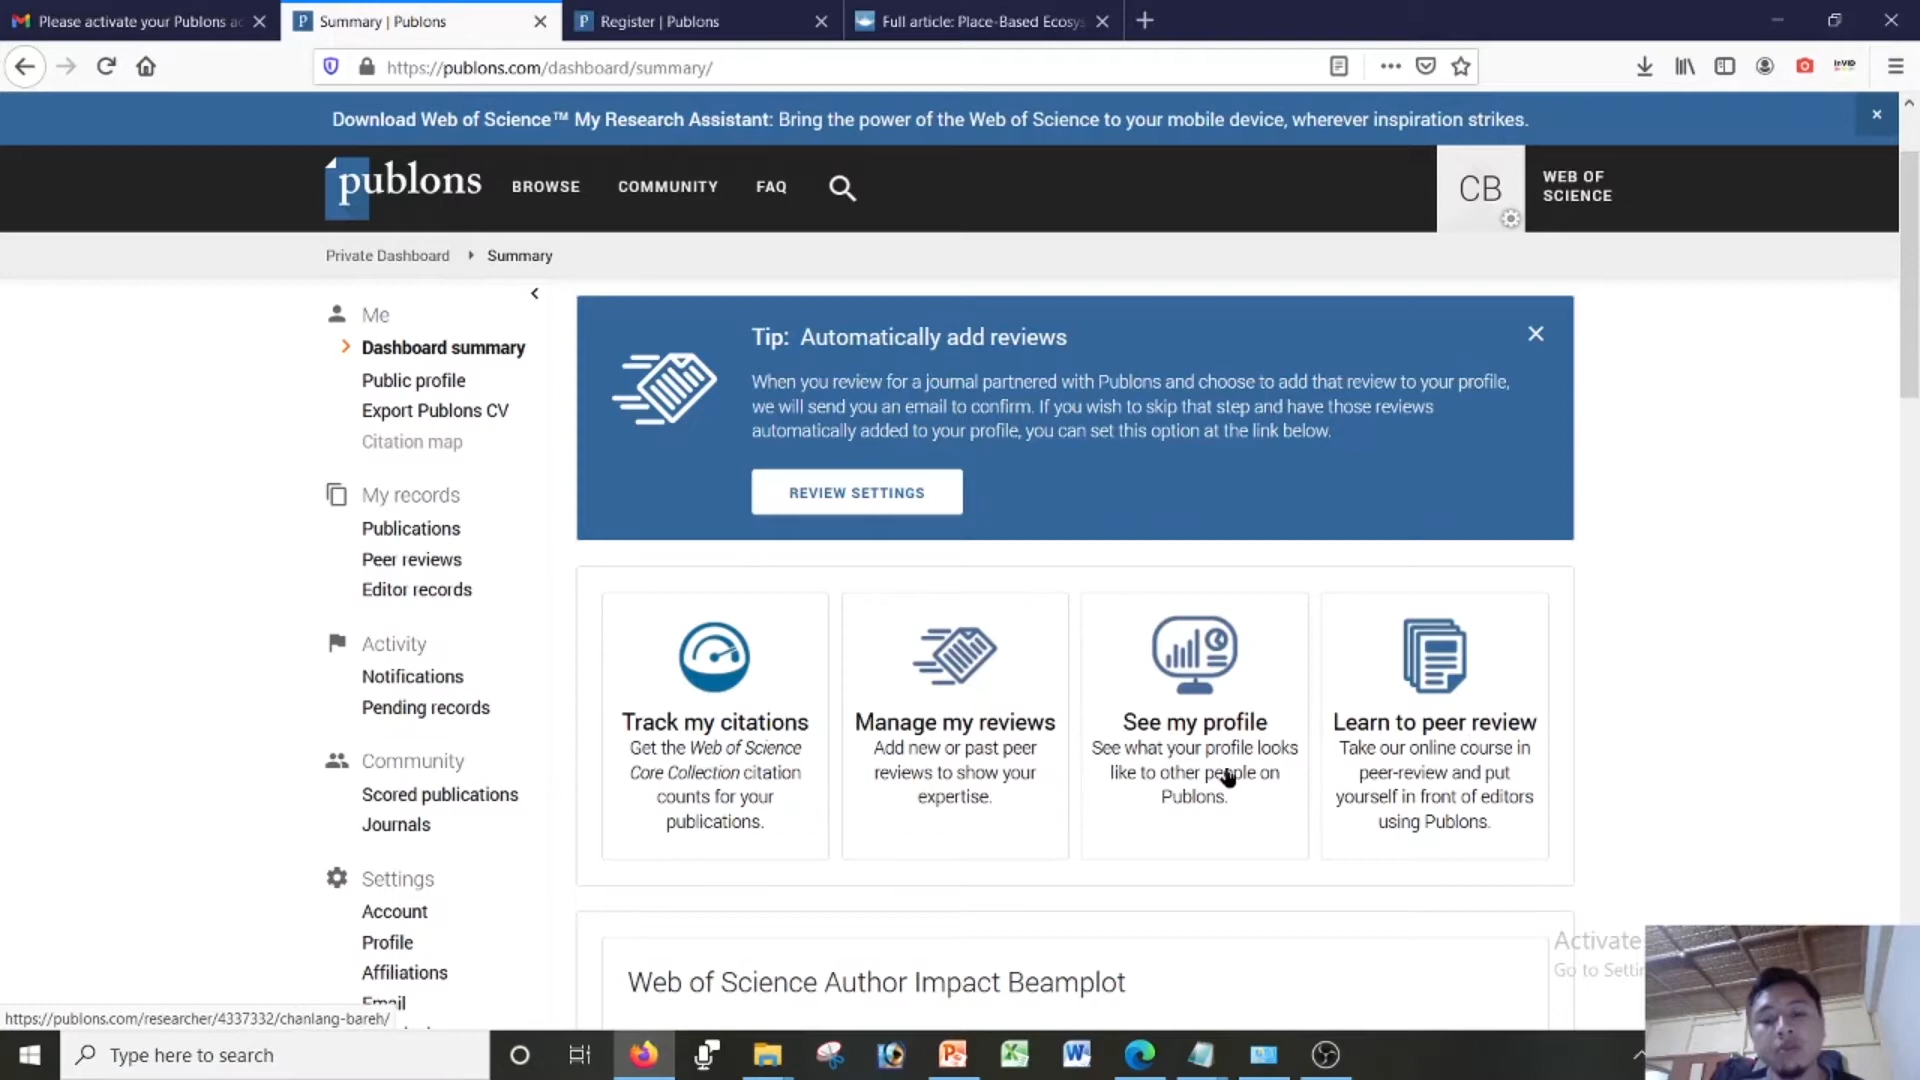 Please activate your Publons ac
Summary | Publons
Register | Publons
Full article: Place-Based Ecosys
https://publons.com/dashboard/summary/
InVID
Download Web of Science™ My Research Assistant: Bring the power of the Web of Science to your mobile device, wherever inspiration strikes.
publons
BROWSE
COMMUNITY
FAQ
CB
WEB OF
SCIENCE
Private Dashboard
Summary
Me
Dashboard summary
Public profile
Export Publons CV
Citation map
My records
Publications
Peer reviews
Editor records
Activity
Notifications
Pending records
Community
Scored publications
Journals
Settings
Account
Profile
Affiliations
Email
Tip: Automatically add reviews
When you review for a journal partnered with Publons and choose to add that review to your profile,
we will send you an email to confirm. If you wish to skip that step and have those reviews
automatically added to your profile, you can set this option at the link below.
REVIEW SETTINGS
Track my citations
Get the Web of Science
Core Collection citation
counts for your
publications.
Manage my reviews
Add new or past peer
reviews to show your
expertise.
See my profile
See what your profile looks
like to other people on
Publons.
Learn to peer review
Take our online course in
peer-review and put
yourself in front of editors
using Publons.
Web of Science Author Impact Beamplot
Activate
Go to Settin
https://publons.com/researcher/4337332/chanlang-bareh/
Type here to search